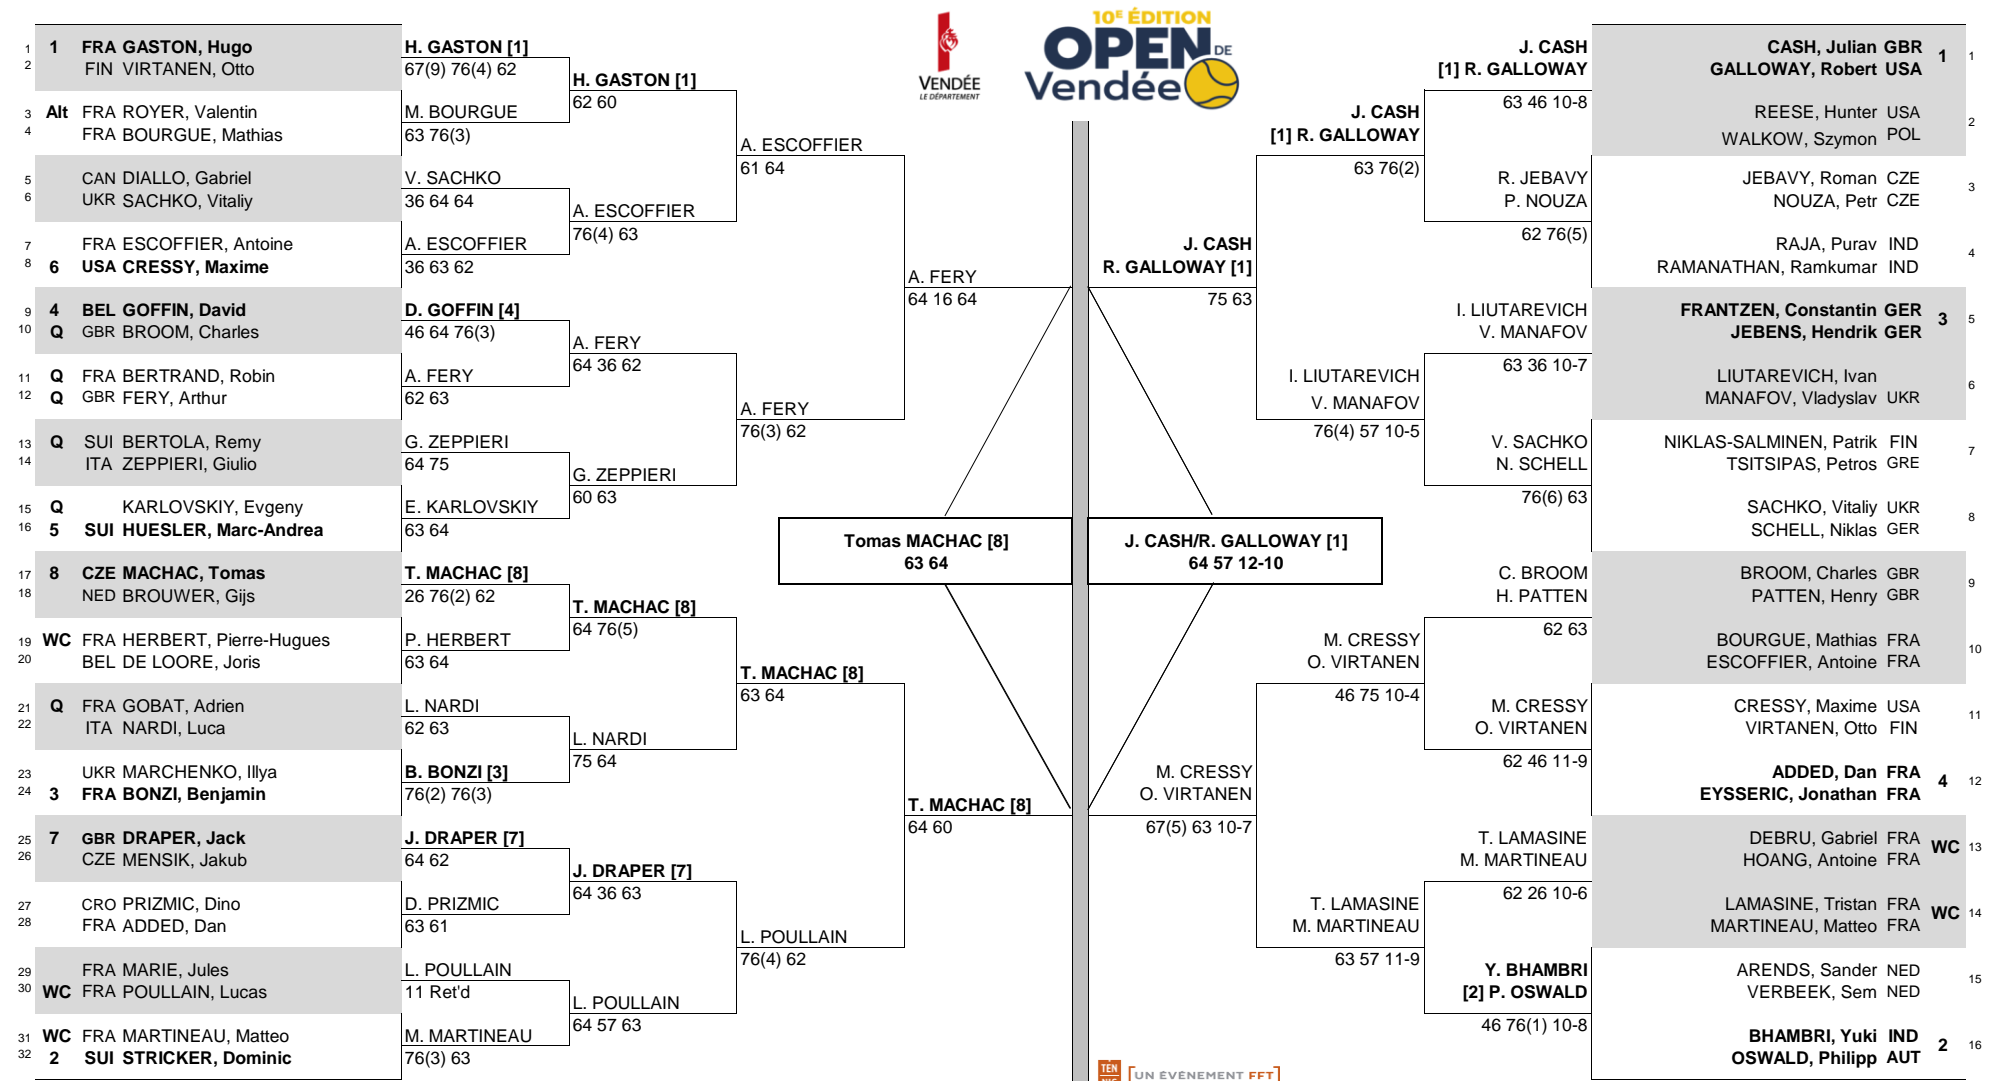 VENDÉE
LE DÉPARTEMENT
10E ÉDITION
OPEN DE
Vendée
1 1 FRA GASTON, Hugo
2 FIN VIRTANEN, Otto
3 Alt FRA ROYER, Valentin
4 FRA BOURGUE, Mathias
5 CAN DIALLO, Gabriel
6 UKR SACHKO, Vitaliy
7 FRA ESCOFFIER, Antoine
8 6 USA CRESSY, Maxime
9 4 BEL GOFFIN, David
10 Q GBR BROOM, Charles
11 Q FRA BERTRAND, Robin
12 Q GBR FERY, Arthur
13 Q SUI BERTOLA, Remy
14 ITA ZEPPIERI, Giulio
15 Q KARLOVSKIY, Evgeny
16 5 SUI HUESLER, Marc-Andrea
17 8 CZE MACHAC, Tomas
18 NED BROUWER, Gijs
19 WC FRA HERBERT, Pierre-Hugues
20 BEL DE LOORE, Joris
21 Q FRA GOBAT, Adrien
22 ITA NARDI, Luca
23 UKR MARCHENKO, Illya
24 3 FRA BONZI, Benjamin
25 7 GBR DRAPER, Jack
26 CZE MENSIK, Jakub
27 CRO PRIZMIC, Dino
28 FRA ADDED, Dan
29 FRA MARIE, Jules
30 WC FRA POULLAIN, Lucas
31 WC FRA MARTINEAU, Matteo
32 2 SUI STRICKER, Dominic
H. GASTON [1]
67(9) 76(4) 62
M. BOURGUE
63 76(3)
V. SACHKO
36 64 64
A. ESCOFFIER
36 63 62
D. GOFFIN [4]
46 64 76(3)
A. FERY
62 63
G. ZEPPIERI
64 75
E. KARLOVSKIY
63 64
T. MACHAC [8]
26 76(2) 62
P. HERBERT
63 64
L. NARDI
62 63
B. BONZI [3]
76(2) 76(3)
J. DRAPER [7]
64 62
D. PRIZMIC
63 61
L. POULLAIN
11 Ret'd
M. MARTINEAU
76(3) 63
H. GASTON [1]
62 60
A. ESCOFFIER
76(4) 63
A. FERY
64 36 62
G. ZEPPIERI
60 63
T. MACHAC [8]
64 76(5)
L. NARDI
75 64
J. DRAPER [7]
64 36 63
L. POULLAIN
64 57 63
A. ESCOFFIER
61 64
A. FERY
76(3) 62
T. MACHAC [8]
63 64
L. POULLAIN
76(4) 62
A. FERY
64 16 64
T. MACHAC [8]
64 60
Tomas MACHAC [8]
63 64
J. CASH/R. GALLOWAY [1]
64 57 12-10
J. CASH
R. GALLOWAY [1]
75 63
M. CRESSY
O. VIRTANEN
67(5) 63 10-7
J. CASH
[1] R. GALLOWAY
63 76(2)
I. LIUTAREVICH
V. MANAFOV
76(4) 57 10-5
M. CRESSY
O. VIRTANEN
46 75 10-4
T. LAMASINE
M. MARTINEAU
63 57 11-9
J. CASH
[1] R. GALLOWAY
63 46 10-8
R. JEBAVY
P. NOUZA
62 76(5)
I. LIUTAREVICH
V. MANAFOV
63 36 10-7
V. SACHKO
N. SCHELL
76(6) 63
C. BROOM
H. PATTEN
62 63
M. CRESSY
O. VIRTANEN
62 46 11-9
T. LAMASINE
M. MARTINEAU
62 26 10-6
Y. BHAMBRI
[2] P. OSWALD
46 76(1) 10-8
CASH, Julian GBR
GALLOWAY, Robert USA 1 1
REESE, Hunter USA
WALKOW, Szymon POL 2
JEBAVY, Roman CZE
NOUZA, Petr CZE 3
RAJA, Purav IND
RAMANATHAN, Ramkumar IND 4
FRANTZEN, Constantin GER
JEBENS, Hendrik GER 3 5
LIUTAREVICH, Ivan
MANAFOV, Vladyslav UKR 6
NIKLAS-SALMINEN, Patrik FIN
TSITSIPAS, Petros GRE 7
SACHKO, Vitaliy UKR
SCHELL, Niklas GER 8
BROOM, Charles GBR
PATTEN, Henry GBR 9
BOURGUE, Mathias FRA
ESCOFFIER, Antoine FRA 10
CRESSY, Maxime USA
VIRTANEN, Otto FIN 11
ADDED, Dan FRA
EYSSERIC, Jonathan FRA 4 12
DEBRU, Gabriel FRA
HOANG, Antoine FRA WC 13
LAMASINE, Tristan FRA
MARTINEAU, Matteo FRA WC 14
ARENDS, Sander NED
VERBEEK, Sem NED 15
BHAMBRI, Yuki IND
OSWALD, Philipp AUT 2 16
TEN
UN ÉVÉNEMENT FFT